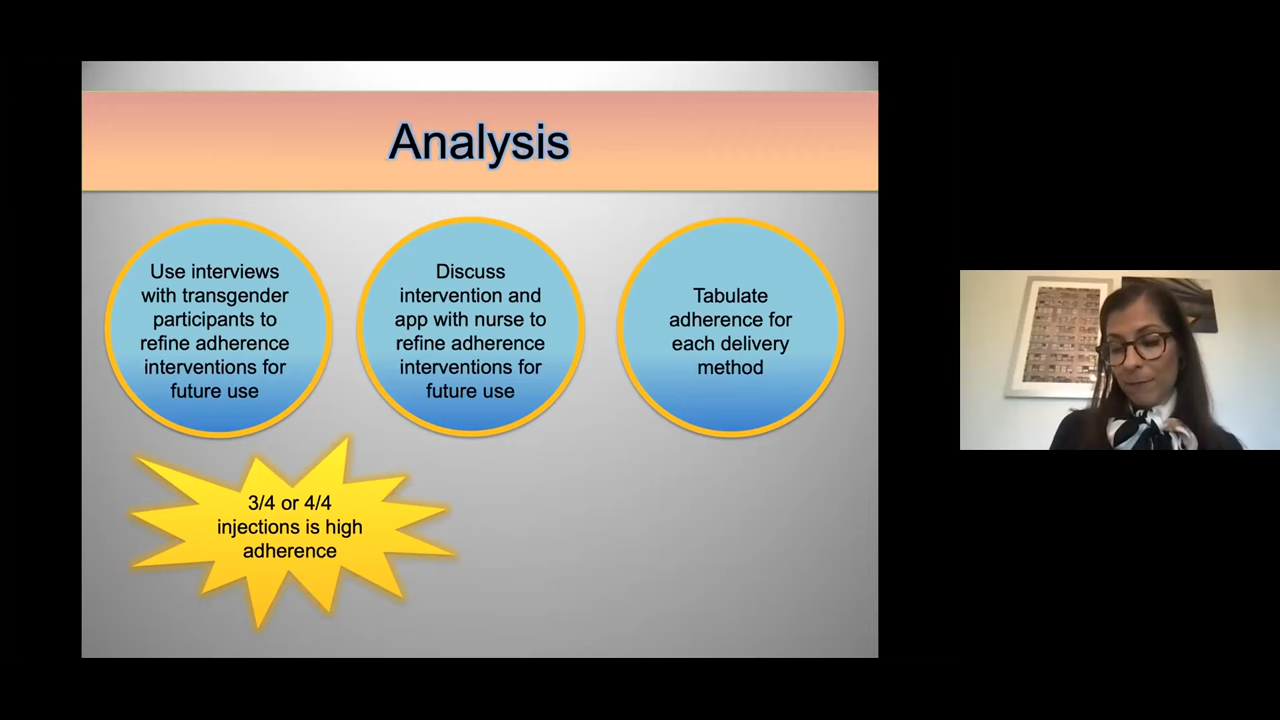 Analysis
Use interviews
with transgender
participants to
refine adherence
interventions for
future use
Discuss
intervention and
app with nurse to
refine adherence
interventions for
future use
Tabulate
adherence for
each delivery
method
3/4 or 4/4
injections is high
adherence